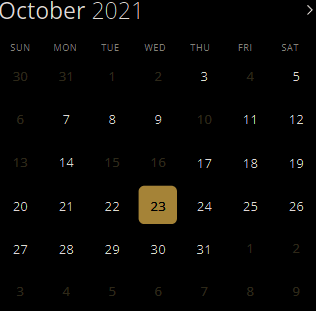 October 2021
SUN MON TUE WED THU FRI SAT
30 31 1 2 3 4 5
6 7 8 9 10 11 12
13 14 15 16 17 18 19
20 21 22 23 24 25 26
27 28 29 30 31 1 2
3 4 5 6 7 8 9